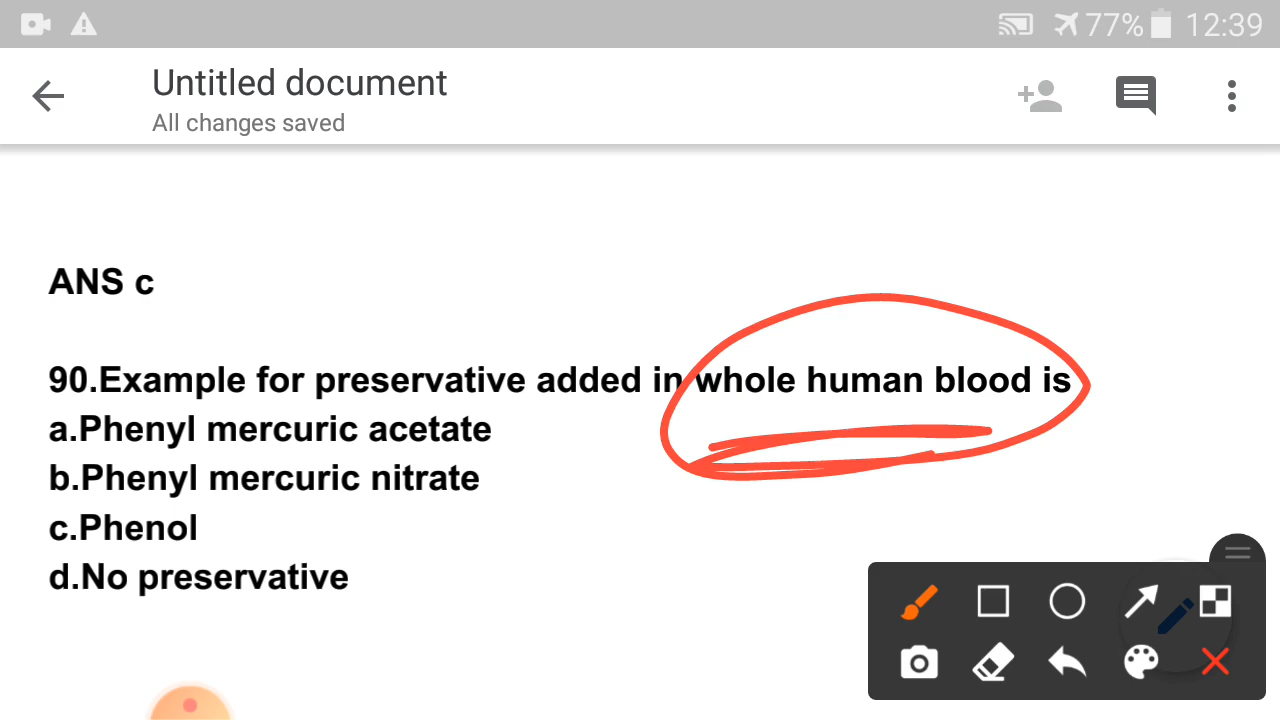 77% 12:39
Untitled document
All changes saved
ANS c
90.Example for preservative added in whole human blood is
a.Phenyl mercuric acetate
b.Phenyl mercuric nitrate
c.Phenol
d.No preservative